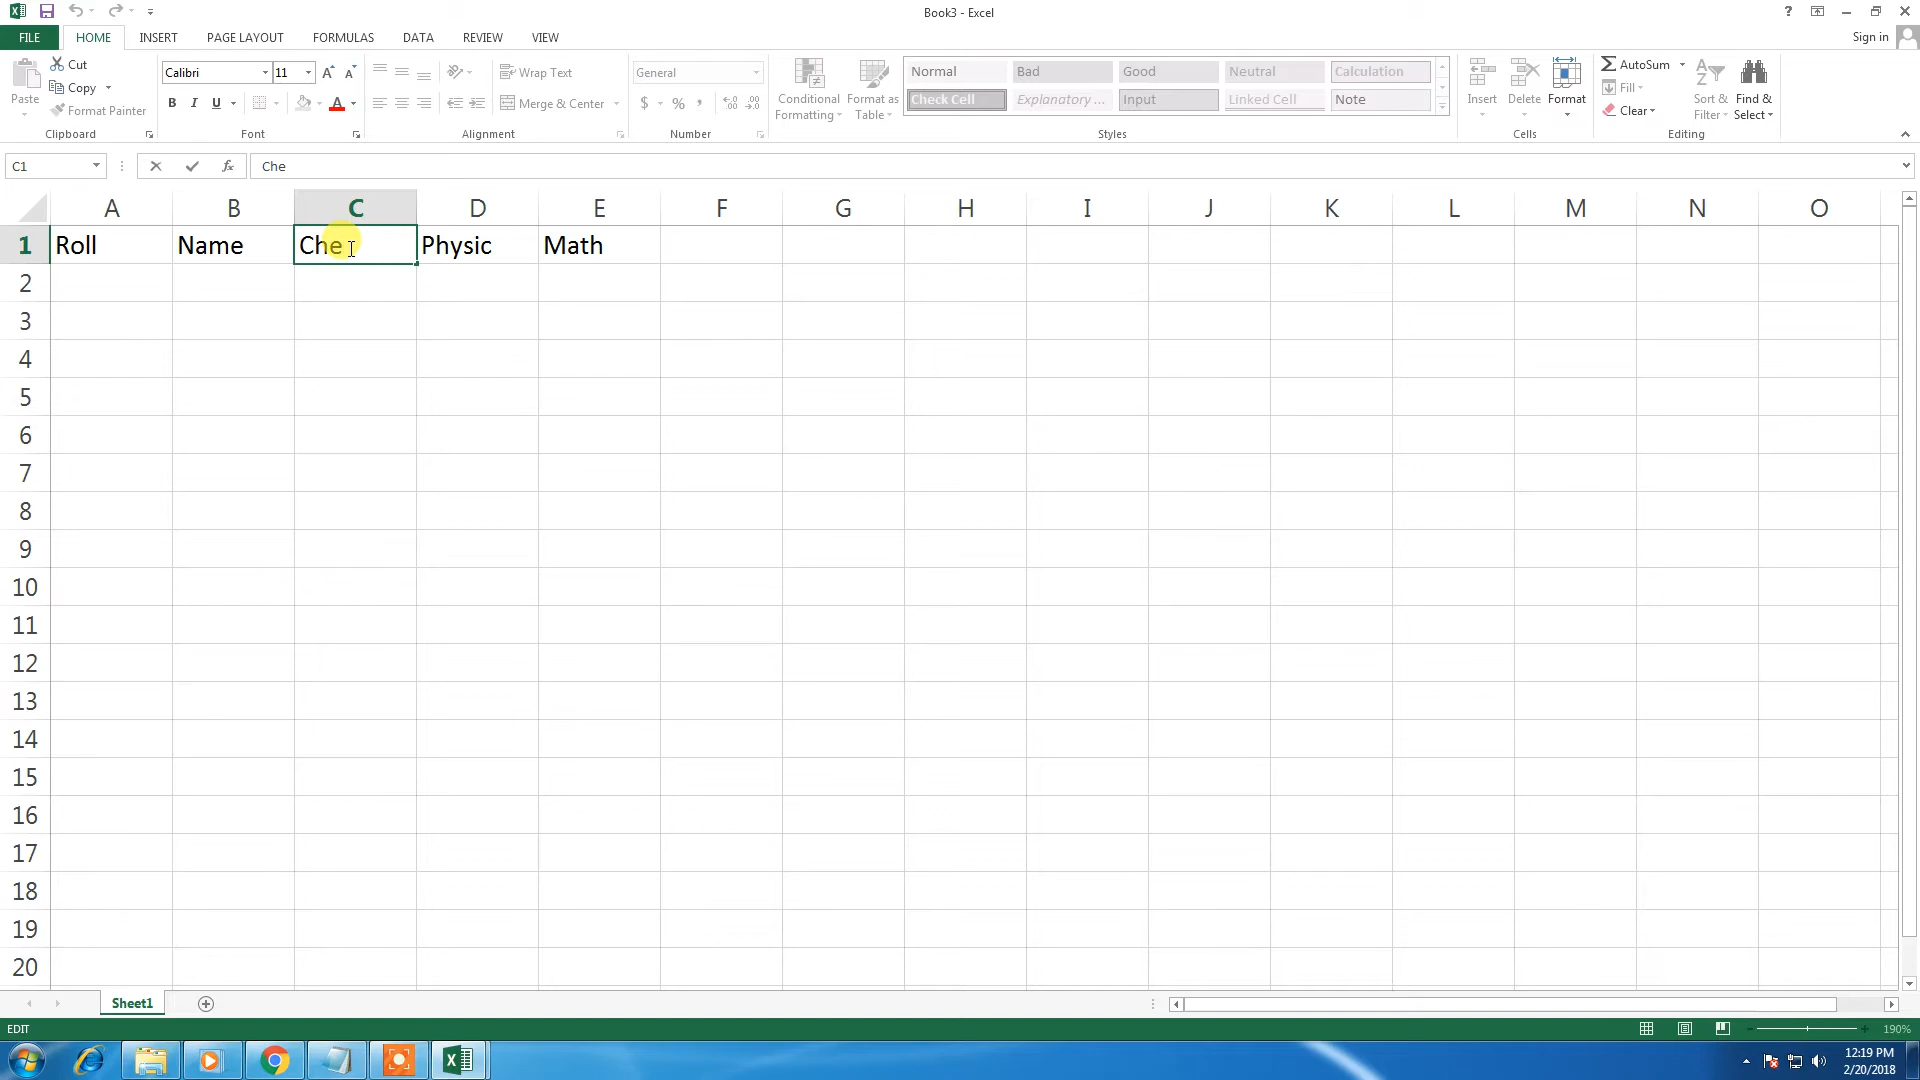 Book3 - Excel
?
FILE HOME INSERT PAGE LAYOUT FORMULAS DATA REVIEW VIEW
Sign in
Paste
Cut
Copy
Format Painter
Clipboard
Calibri 11
B I U A
Font
Wrap Text
Merge & Center
Alignment
General
$ % ,
Number
Conditional Formatting
Format as Table
Normal Bad Good Neutral Calculation
Check Cell Explanatory ... Input Linked Cell Note
Styles
Insert Delete Format
Cells
AutoSum
Fill
Clear
Sort & Filter
Find & Select
Editing
C1 fx Che
A B C D E F G H I J K L M N O
1 Roll Name Che Physic Math
2
3
4
5
6
7
8
9
10
11
12
13
14
15
16
17
18
19
20
Sheet1
EDIT
190%
12:19 PM
2/20/2018